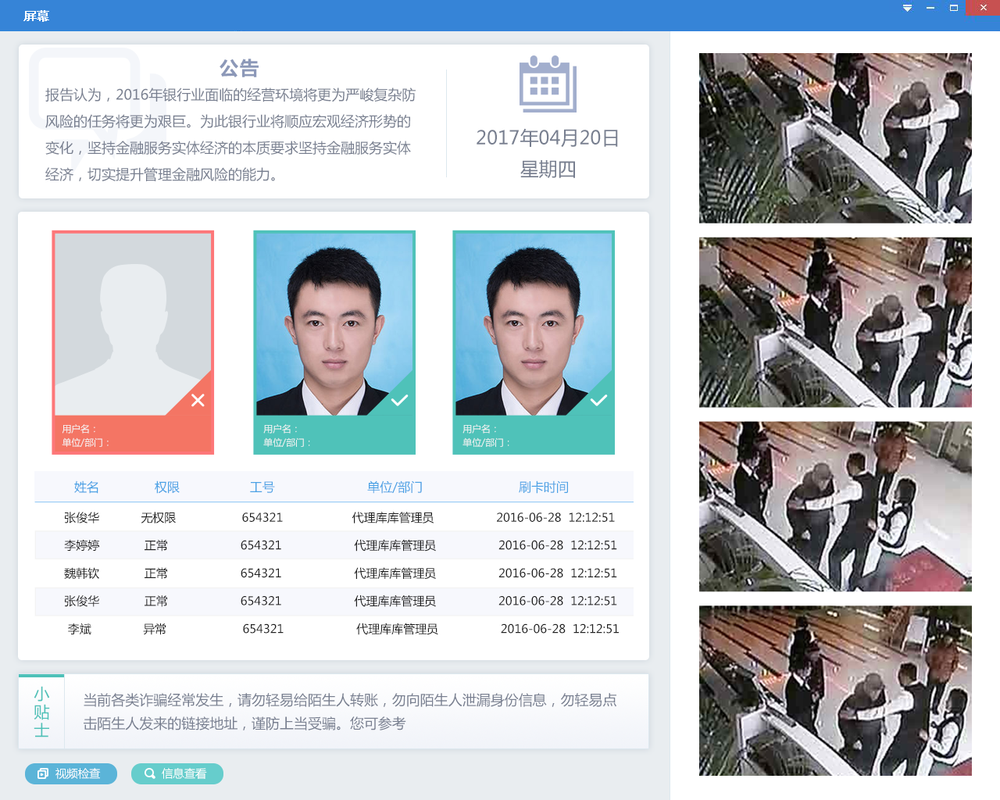 屏幕
公告
报告认为，2016年银行业面临的经营环境将更为严峻复杂防
风险的任务将更为艰巨。为此银行业将顺应宏观经济形势的
变化，坚持金融服务实体经济的本质要求坚持金融服务实体
经济，切实提升管理金融风险的能力。
2017年04月20日
星期四
用户名：
单位/部门：
用户名：
单位/部门：
用户名：
单位/部门：
姓名 权限 工号 单位/部门 刷卡时间
张俊华 无权限 654321 代理库库管理员 2016-06-28 12:12:51
李婷婷 正常 654321 代理库库管理员 2016-06-28 12:12:51
魏韩钦 正常 654321 代理库库管理员 2016-06-28 12:12:51
张俊华 正常 654321 代理库库管理员 2016-06-28 12:12:51
李斌 异常 654321 代理库库管理员 2016-06-28 12:12:51
小贴士
当前各类诈骗经常发生，请勿轻易给陌生人转账，勿向陌生人泄漏身份信息，勿轻易点
击陌生人发来的链接地址，谨防上当受骗。您可参考
视频检查 信息查看